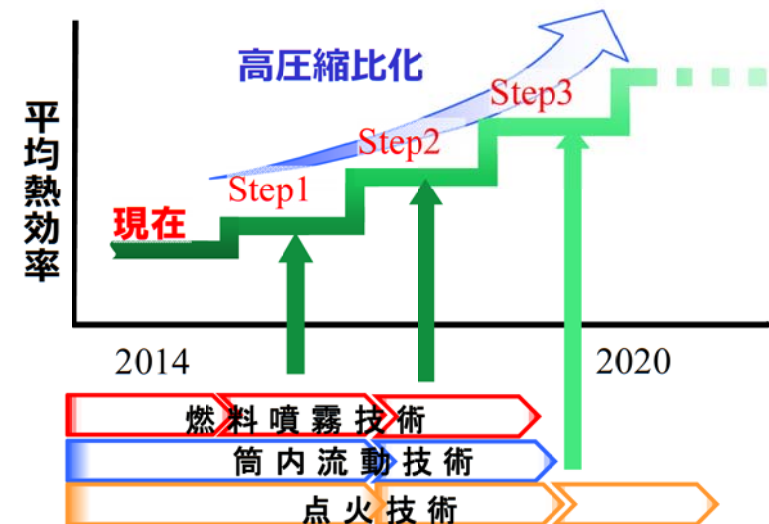 高圧縮比化
Step3
Step2
Step1
現在
平均熱効率
2014
2020
燃料噴霧技術
筒内流動技術
点火技術